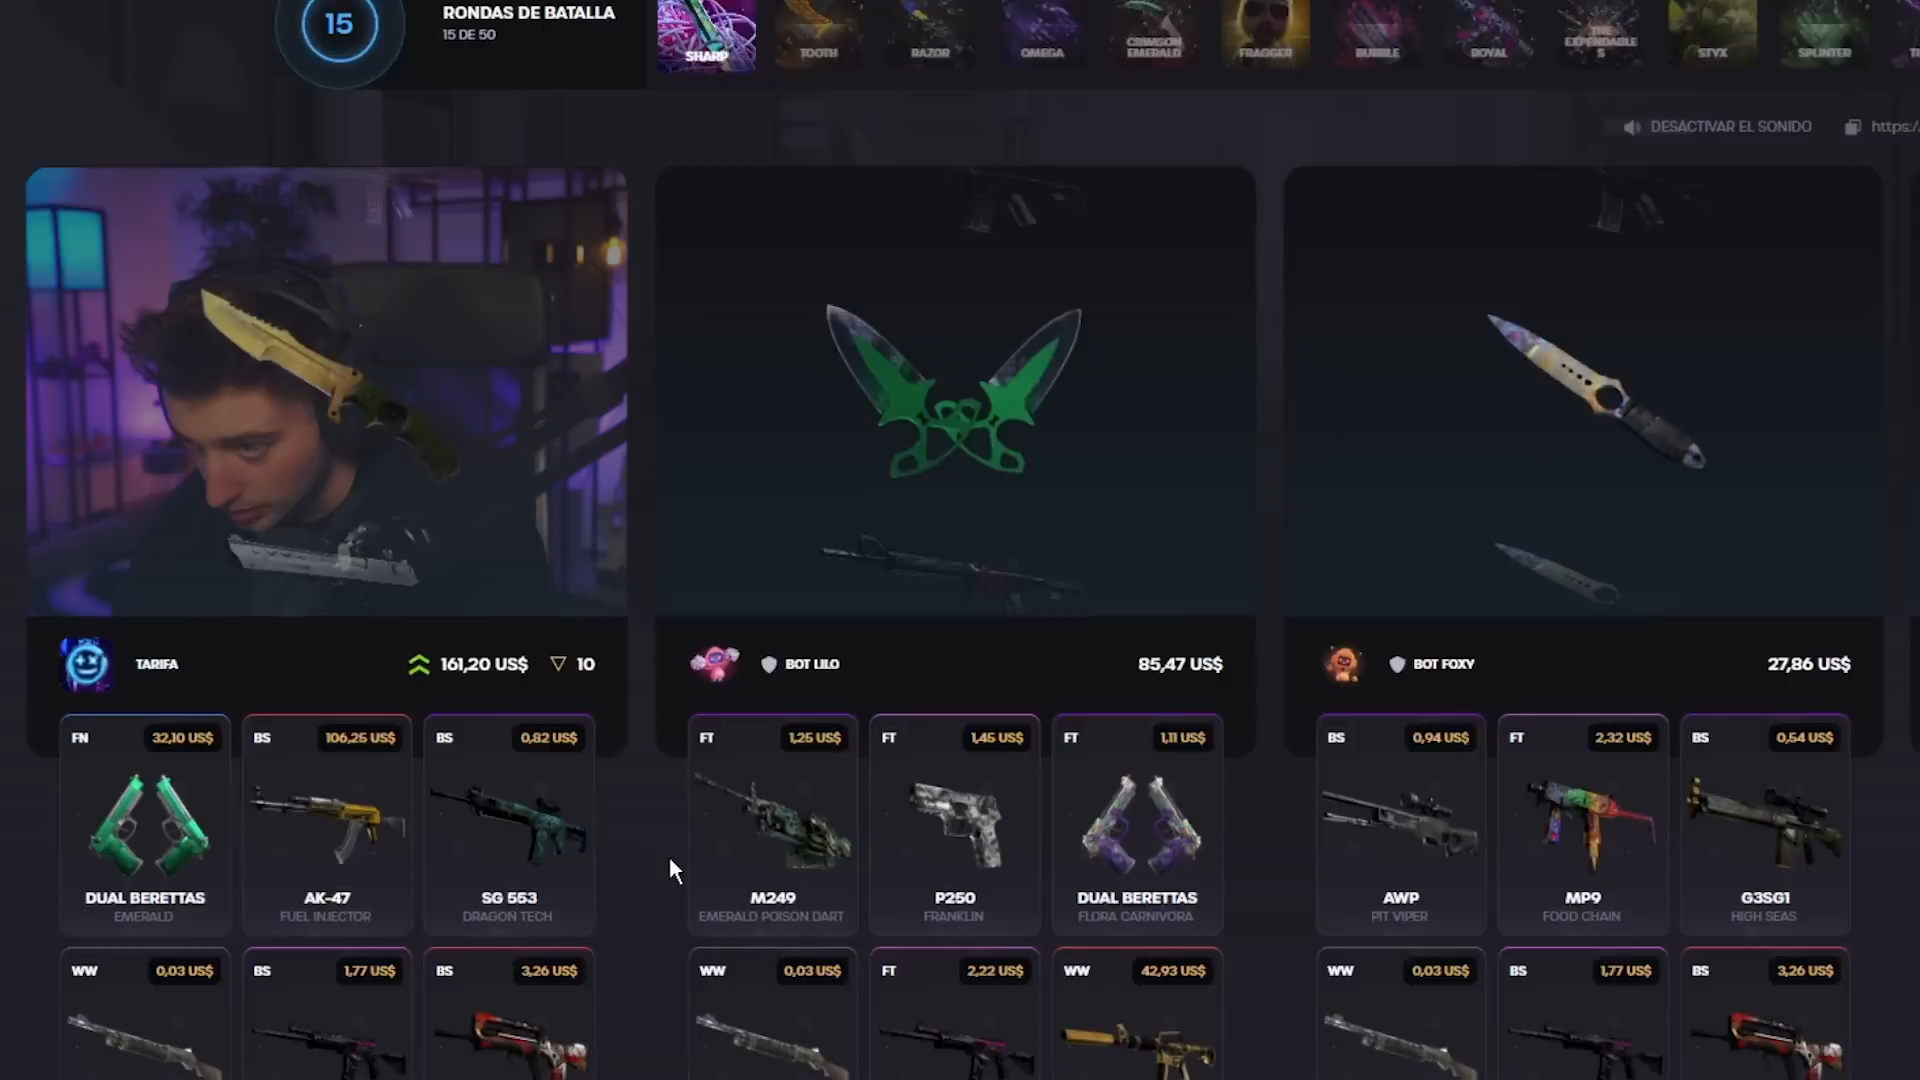 15
RONDAS DE BATALLA
15 DE 50
SHARP
TOOTH
RAZOR
OMEGA
CRIMSON
EMERALD
FRAGGER
BUBBLE
ROYAL
THE
EXPENDABLE
S
STYX
SPLINTER
DESACTIVAR EL SONIDO
https:/
TARIFA
161,20 US$
10
BOT LILO
85,47 US$
BOT FOXY
27,86 US$
FN
32,10 US$
DUAL BERETTAS
EMERALD
BS
106,25 US$
AK-47
FUEL INJECTOR
BS
0,82 US$
SG 553
DRAGON TECH
FT
1,25 US$
M249
EMERALD POISON DART
FT
1,45 US$
P250
FRANKLIN
FT
1,11 US$
DUAL BERETTAS
FLORA CARNIVORA
BS
0,94 US$
AWP
PIT VIPER
FT
2,32 US$
MP9
FOOD CHAIN
BS
0,54 US$
G3SG1
HIGH SEAS
WW
0,03 US$
BS
1,77 US$
BS
3,26 US$
WW
0,03 US$
FT
2,22 US$
WW
42,93 US$
WW
0,03 US$
BS
1,77 US$
BS
3,26 US$